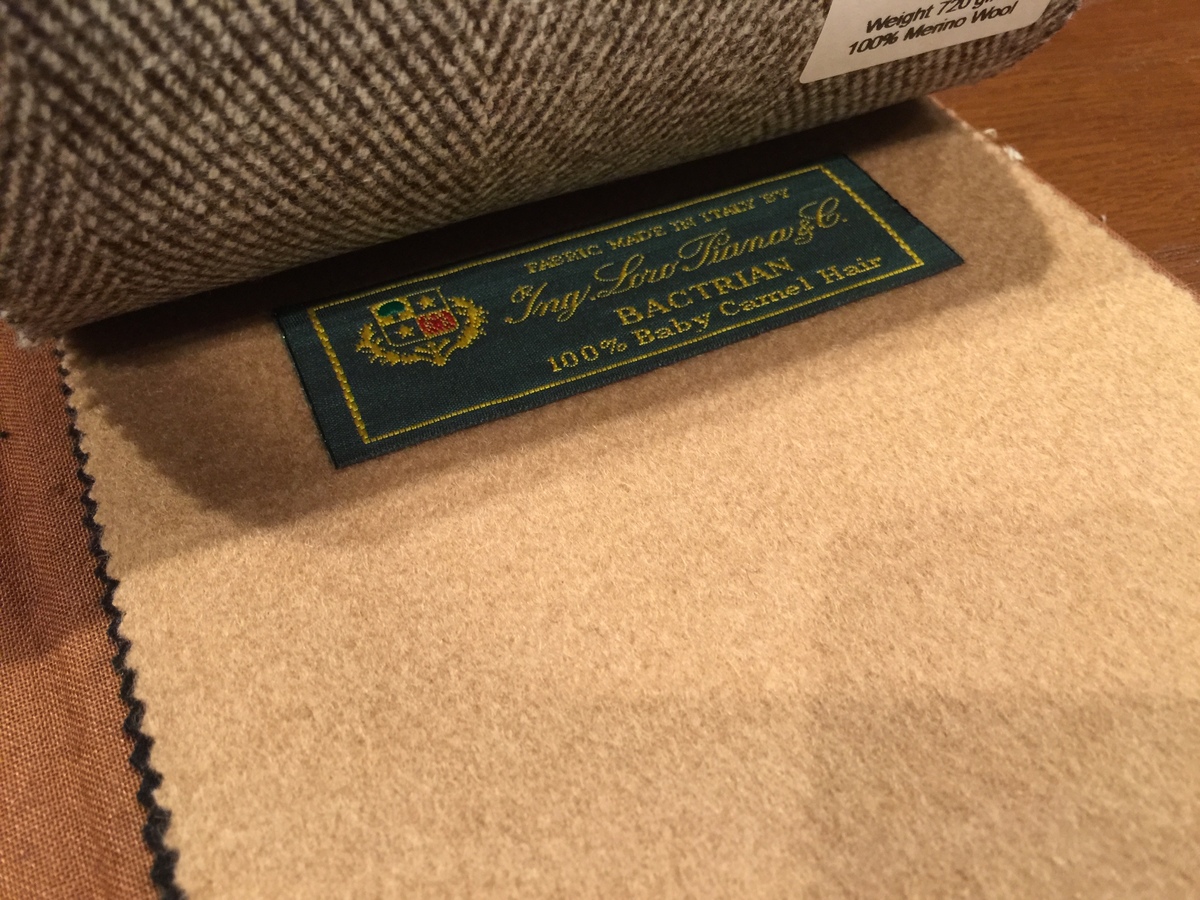 Weight 720
100% Merino Wool
FABRIC MADE IN ITALY BY
Ing. Loro Piana & C.
BACTRIAN
100% Baby Camel Hair